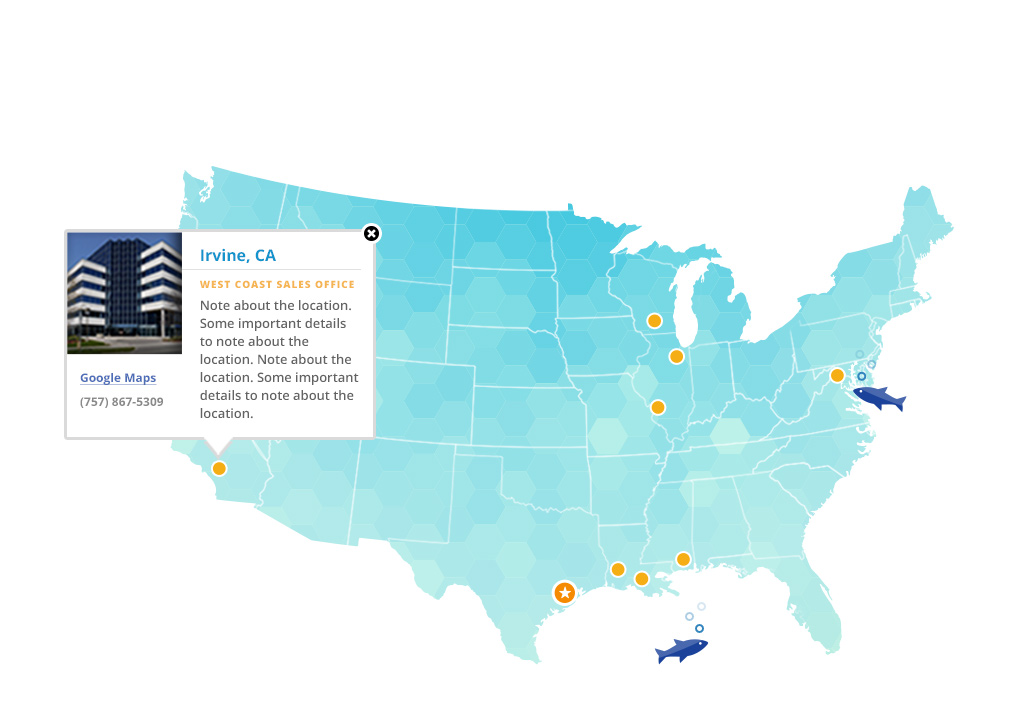 Irvine, CA
WEST COAST SALES OFFICE
Note about the location.
Some important details
to note about the
location. Note about the
location. Some important
details to note about the
location.
Google Maps
(757) 867-5309